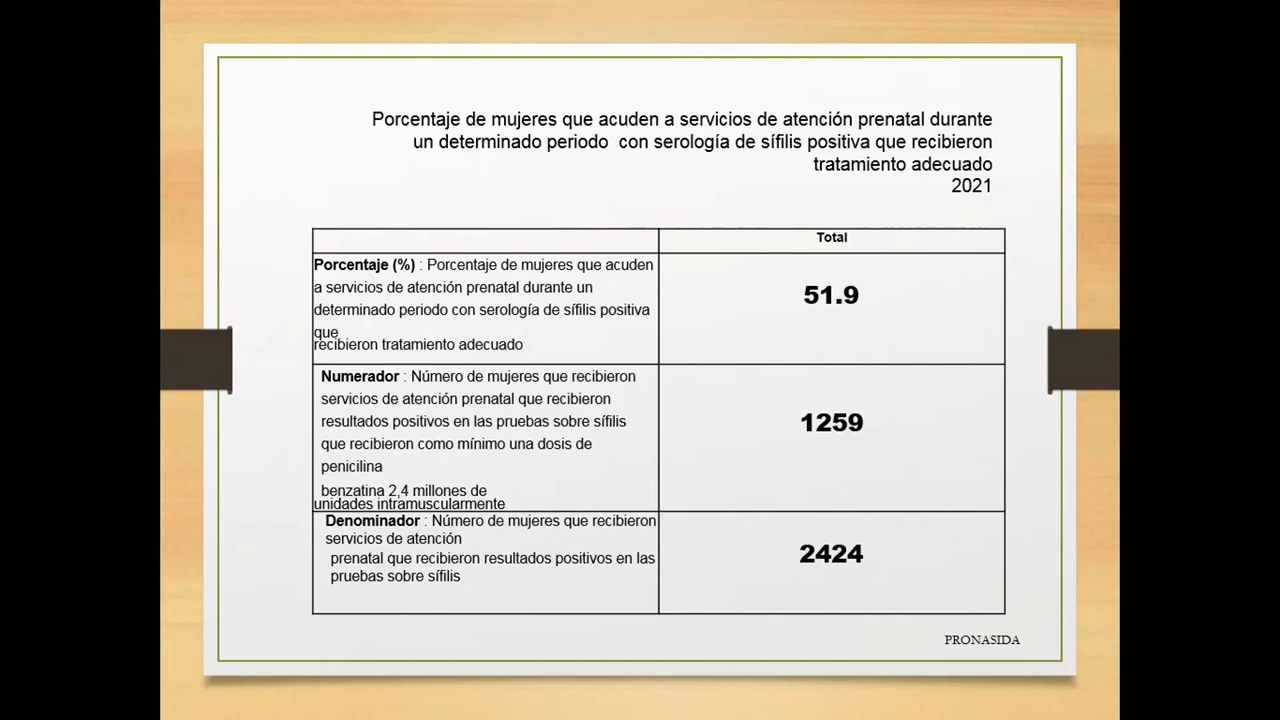 Porcentaje de mujeres que acuden a servicios de atención prenatal durante
un determinado periodo con serología de sífilis positiva que recibieron
tratamiento adecuado
2021
Total
Porcentaje (%) : Porcentaje de mujeres que acuden
a servicios de atención prenatal durante un
determinado periodo con serología de sífilis positiva
que
recibieron tratamiento adecuado
51.9
Numerador : Número de mujeres que recibieron
servicios de atención prenatal que recibieron
resultados positivos en las pruebas sobre sífilis
que recibieron como mínimo una dosis de
penicilina
benzatina 2,4 millones de
unidades intramuscularmente
1259
Denominador : Número de mujeres que recibieron
servicios de atención
prenatal que recibieron resultados positivos en las
pruebas sobre sífilis
2424
PRONASIDA